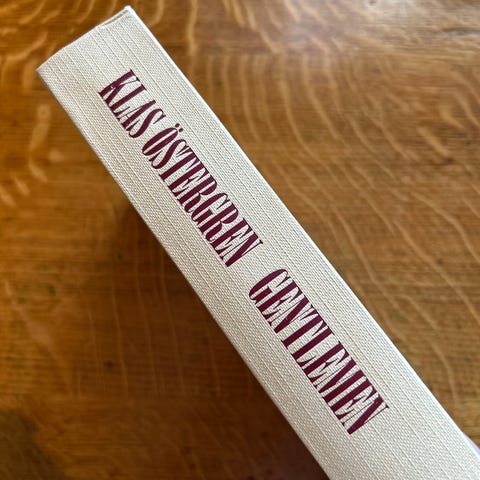 KLAS ÖSTERGREN GENTLEMEN